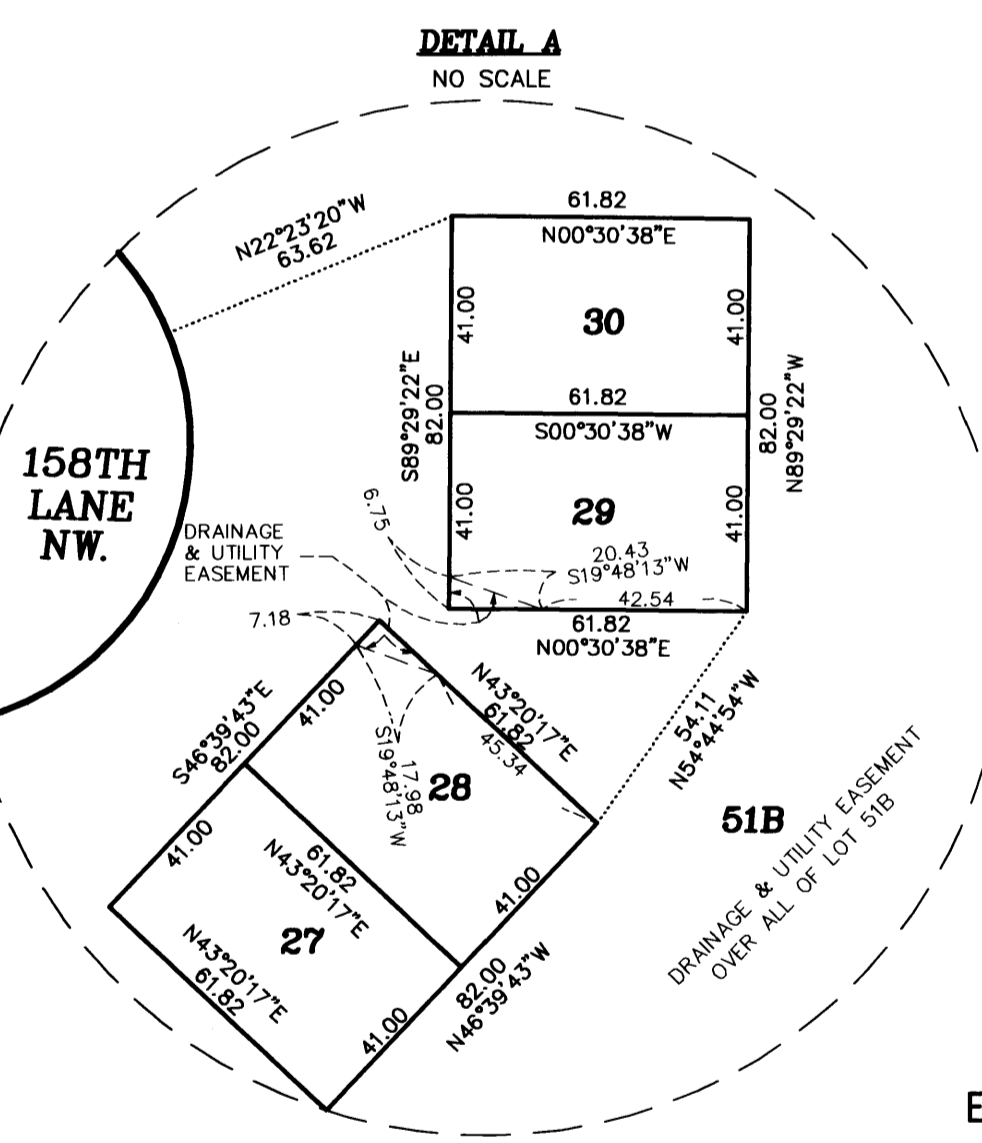 DETAIL A
NO SCALE
N22°23'20"W
63.62
61.82
N00°30'38"E
41.00
30
41.00
S89°29'22"E
82.00
61.82
S00°30'38"W
82.00
N89°29'22"W
158TH
LANE
NW.
41.00
29
41.00
6.75
20.43
S19°48'13"W
42.54
61.82
N00°30'38"E
DRAINAGE
& UTILITY
EASEMENT
7.18
S46°39'43"E
82.00
41.00
N43°20'17"E
61.82
45.34
17.98
S19°48'13"W
28
54.11
N54°44'54"W
51B
DRAINAGE & UTILITY EASEMENT
OVER ALL OF LOT 51B
41.00
61.82
N43°20'17"E
41.00
27
N43°20'17"E
61.82
41.00
82.00
N46°39'43"W
E